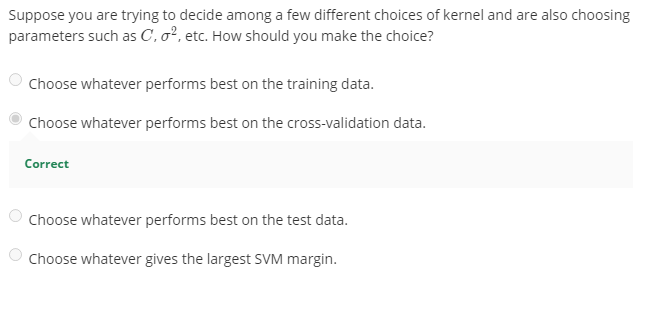 Suppose you are trying to decide among a few different choices of kernel and are also choosing
parameters such as C, σ², etc. How should you make the choice?
Choose whatever performs best on the training data.
Choose whatever performs best on the cross-validation data.
Correct
Choose whatever performs best on the test data.
Choose whatever gives the largest SVM margin.